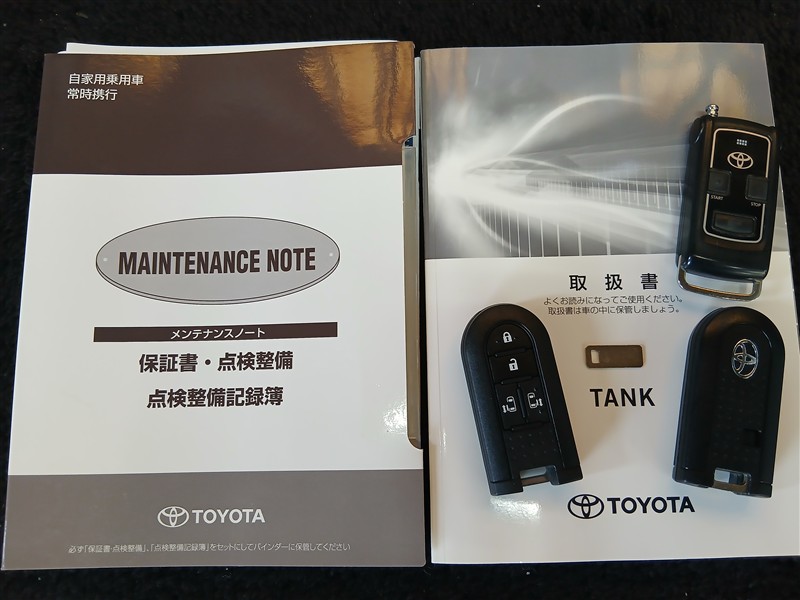 自家用乗用車
常時携行
MAINTENANCE NOTE
メンテナンスノート
保証書・点検整備
点検整備記録簿
TOYOTA
必ず「保証書·点検整備」、「点検整備記録簿」をセットにしてバインダーに保管してください
取扱書
よくお読みになってご使用ください。
取扱書は車の中に保管しましょう。
TANK
TOYOTA
START
STOP